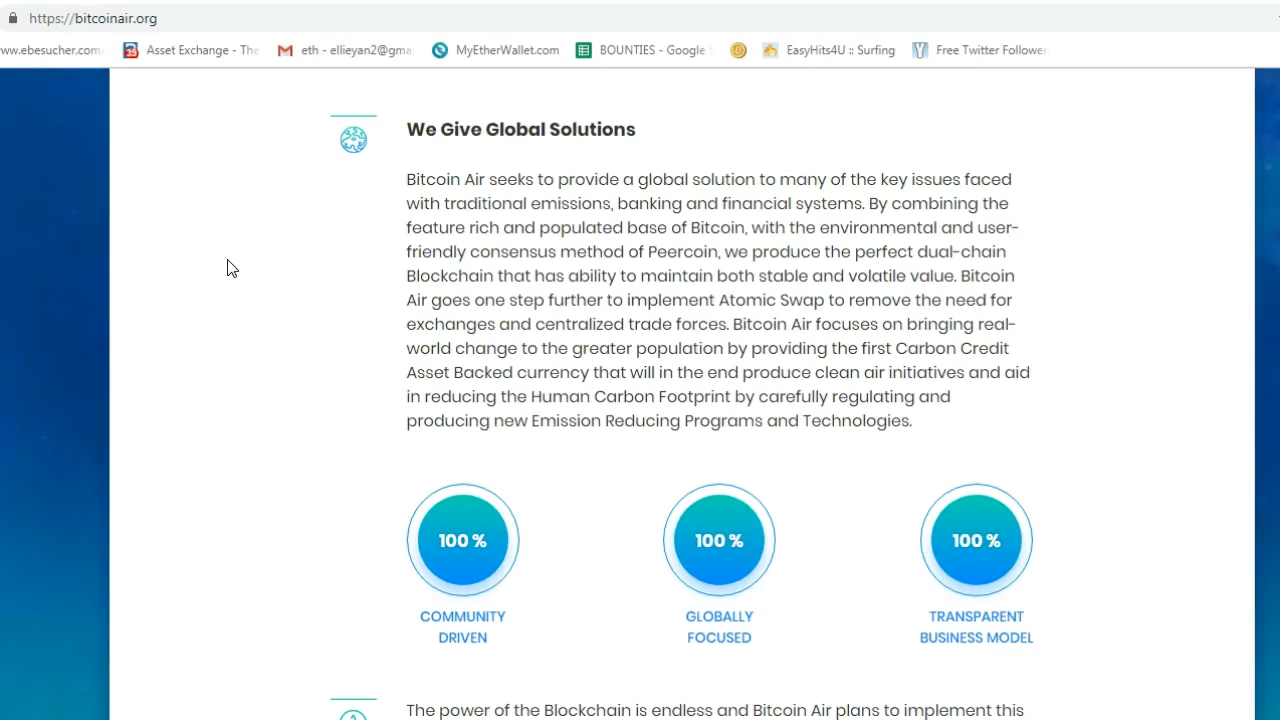 https://bitcoinair.org
ww.ebesucher.com/ Asset Exchange - The eth - ellieyan2@gma MyEtherWallet.com BOUNTIES - Google EasyHits4U :: Surfing Free Twitter Follower
We Give Global Solutions
Bitcoin Air seeks to provide a global solution to many of the key issues faced
with traditional emissions, banking and financial systems. By combining the
feature rich and populated base of Bitcoin, with the environmental and user-
friendly consensus method of Peercoin, we produce the perfect dual-chain
Blockchain that has ability to maintain both stable and volatile value. Bitcoin
Air goes one step further to implement Atomic Swap to remove the need for
exchanges and centralized trade forces. Bitcoin Air focuses on bringing real-
world change to the greater population by providing the first Carbon Credit
Asset Backed currency that will in the end produce clean air initiatives and aid
in reducing the Human Carbon Footprint by carefully regulating and
producing new Emission Reducing Programs and Technologies.
100 % 100 % 100 %
COMMUNITY GLOBALLY TRANSPARENT
DRIVEN FOCUSED BUSINESS MODEL
The power of the Blockchain is endless and Bitcoin Air plans to implement this